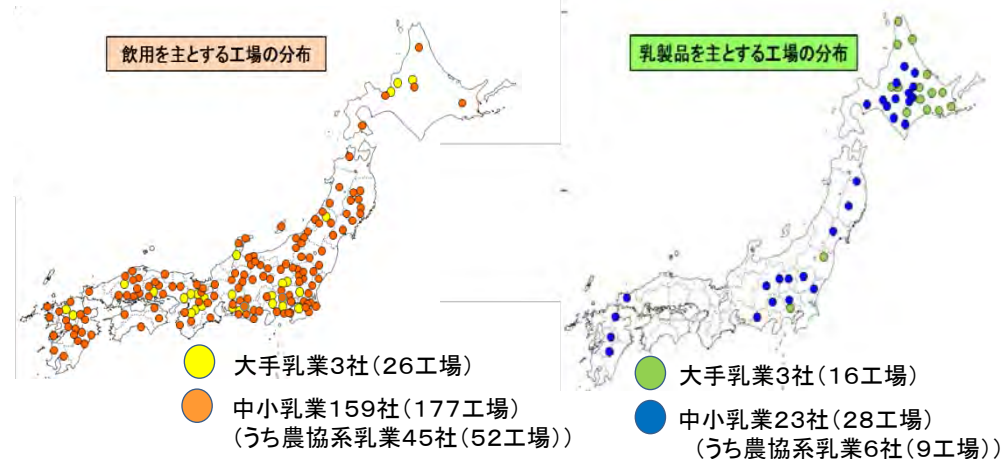 飲用を主とする工場の分布
大手乳業3社(26工場)
中小乳業159社(177工場)
(うち農協系乳業45社(52工場))
乳製品を主とする工場の分布
大手乳業3社(16工場)
中小乳業23社(28工場)
(うち農協系乳業6社(9工場))